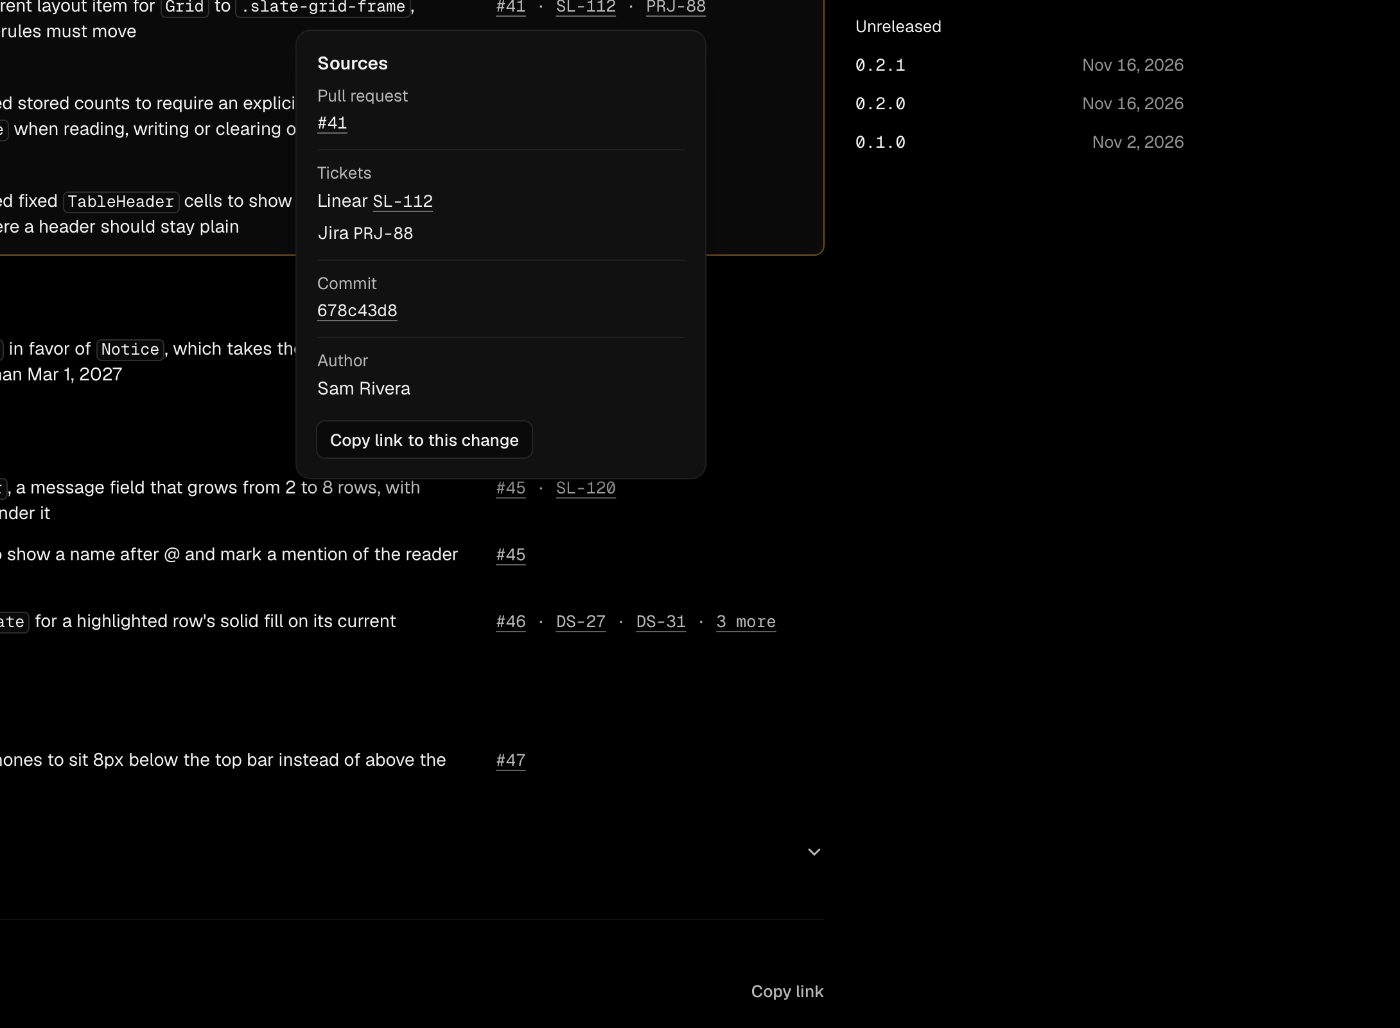 rent layout item for Grid to .slate-grid-frame,
rules must move
#41 · SL-112 · PRJ-88
ed stored counts to require an explici
e when reading, writing or clearing o
ed fixed TableHeader cells to show
ere a header should stay plain
Sources
Pull request
#41
Tickets
Linear SL-112
Jira PRJ-88
Commit
678c43d8
Author
Sam Rivera
Copy link to this change
in favor of Notice, which takes the
an Mar 1, 2027
, a message field that grows from 2 to 8 rows, with
nder it
#45 · SL-120
o show a name after @ and mark a mention of the reader
#45
ate for a highlighted row's solid fill on its current
#46 · DS-27 · DS-31 · 3 more
ones to sit 8px below the top bar instead of above the
#47
Copy link
Unreleased
0.2.1 Nov 16, 2026
0.2.0 Nov 16, 2026
0.1.0 Nov 2, 2026